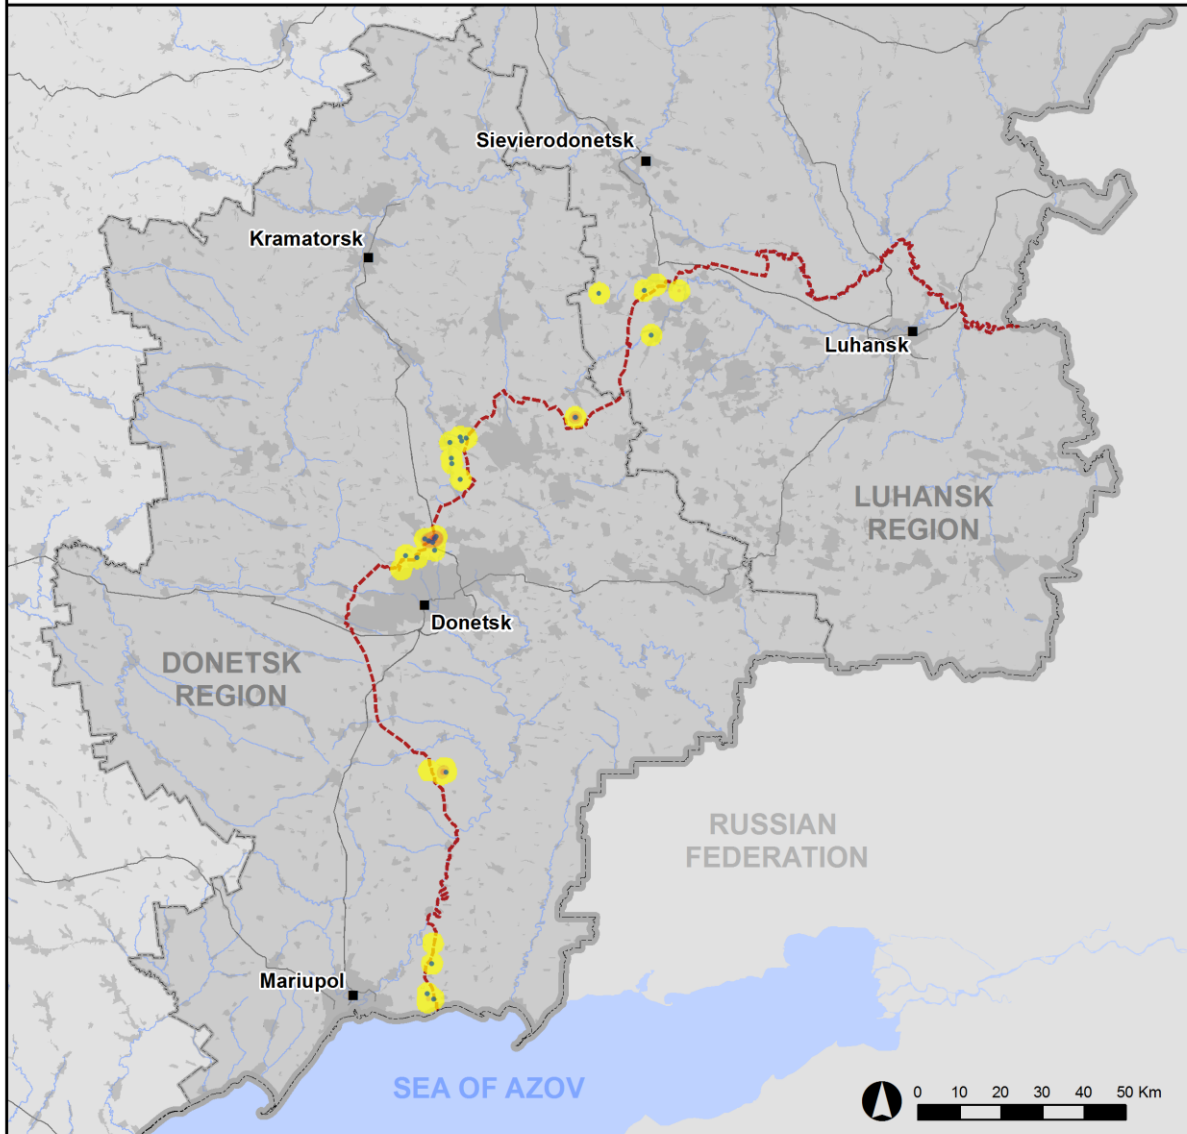 Sievierodonetsk
Kramatorsk
Luhansk
LUHANSK
REGION
Donetsk
DONETSK
REGION
RUSSIAN
FEDERATION
Mariupol
SEA OF AZOV
0 10 20 30 40 50 Km